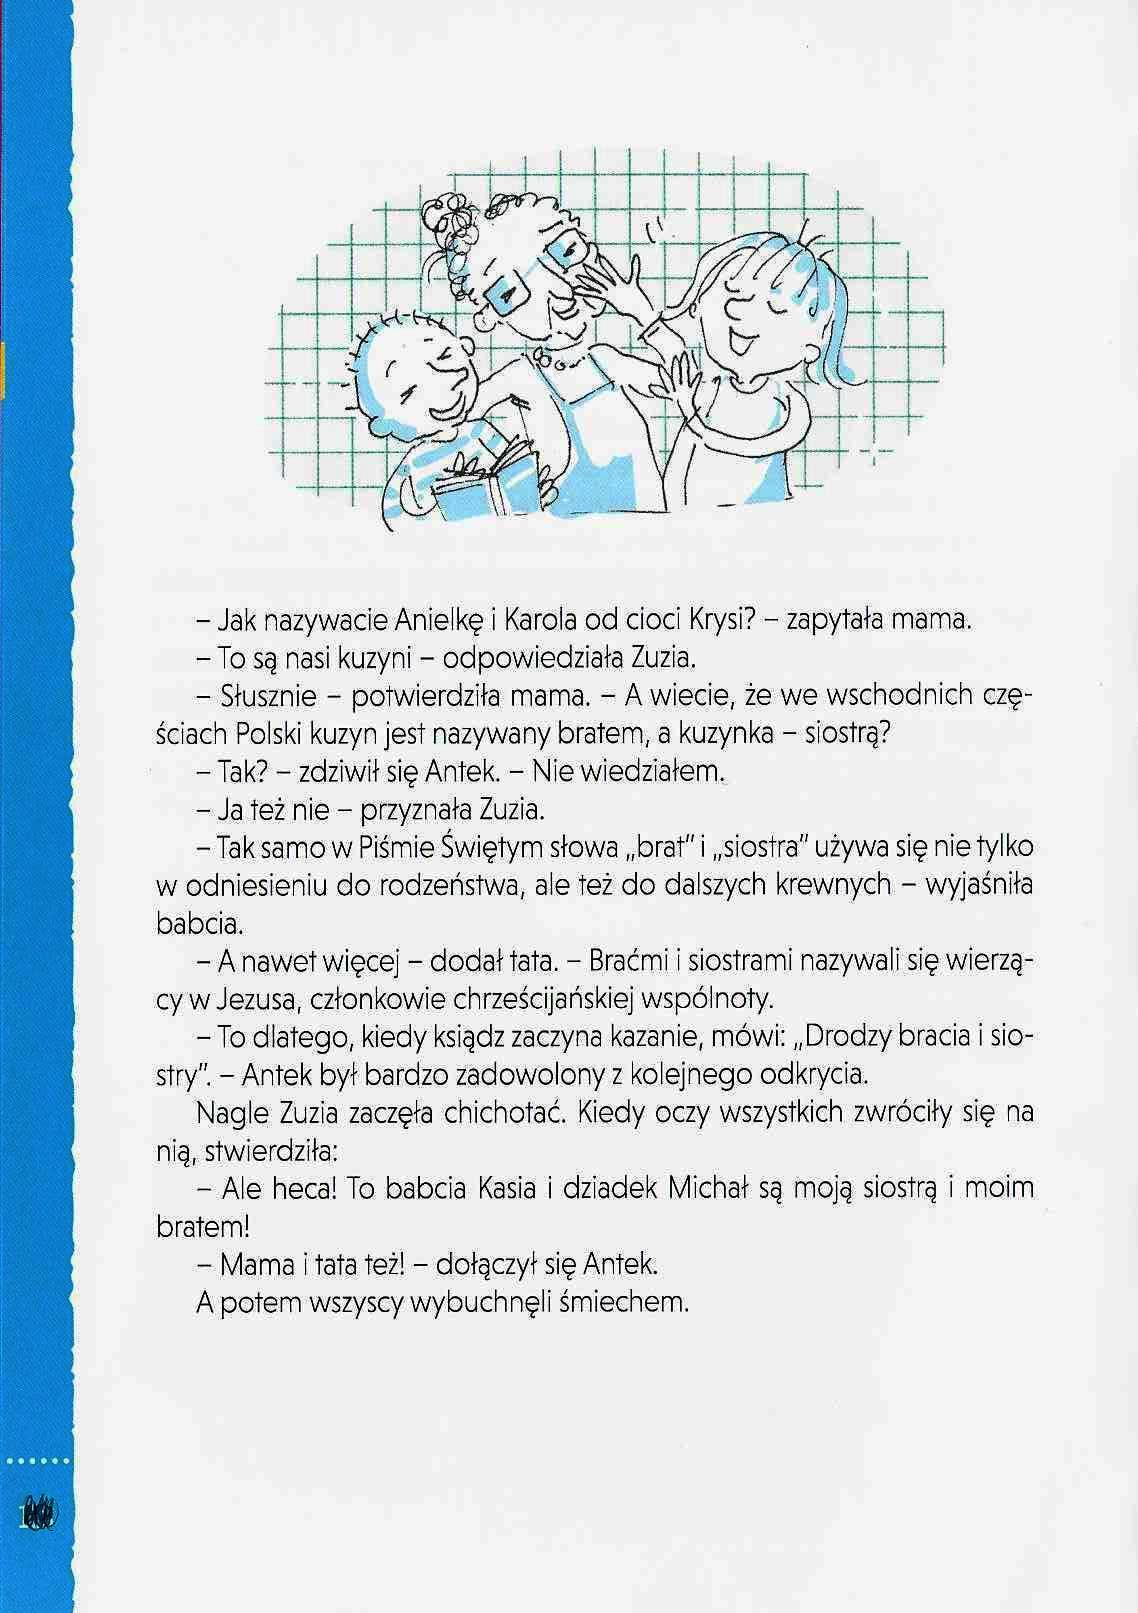 – Jak nazywacie Anielkę i Karola od cioci Krysi? – zapytała mama.
– To są nasi kuzyni – odpowiedziała Zuzia.
– Słusznie – potwierdziła mama. – A wiecie, że we wschodnich czę-
ściach Polski kuzyn jest nazywany bratem, a kuzynka – siostrą?
– Tak? – zdziwił się Antek. – Nie wiedziałem.
– Ja też nie – przyznała Zuzia.
– Tak samo w Piśmie Świętym słowa „brat” i „siostra” używa się nie tylko
w odniesieniu do rodzeństwa, ale też do dalszych krewnych – wyjaśniła
babcia.
– A nawet więcej – dodał tata. – Braćmi i siostrami nazywali się wierzą-
cy w Jezusa, członkowie chrześcijańskiej wspólnoty.
– To dlatego, kiedy ksiądz zaczyna kazanie, mówi: „Drodzy bracia i sio-
stry”. – Antek był bardzo zadowolony z kolejnego odkrycia.
Nagle Zuzia zaczęła chichotać. Kiedy oczy wszystkich zwróciły się na
nią, stwierdziła:
– Ale heca! To babcia Kasia i dziadek Michał są moją siostrą i moim
bratem!
– Mama i tata też! – dołączył się Antek.
A potem wszyscy wybuchnęli śmiechem.